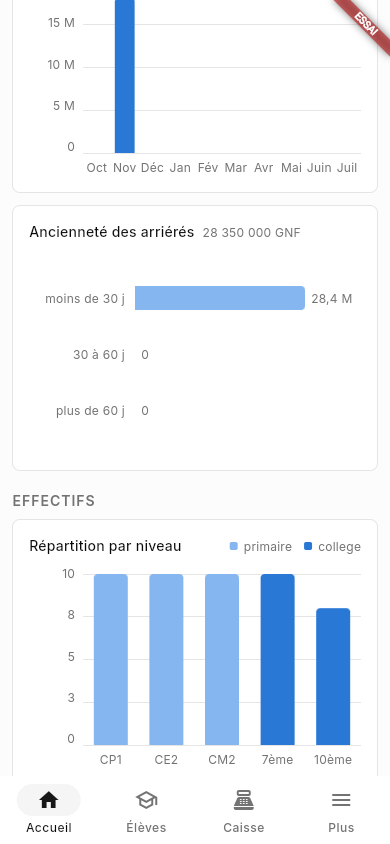 ESSAI
15 M
10 M
5 M
0
Oct Nov Déc Jan Fév Mar Avr Mai Juin Juil
Ancienneté des arriérés 28 350 000 GNF
moins de 30 j 28,4 M
30 à 60 j 0
plus de 60 j 0
EFFECTIFS
Répartition par niveau primaire college
10
8
5
3
0
CP1 CE2 CM2 7ème 10ème
Accueil Élèves Caisse Plus